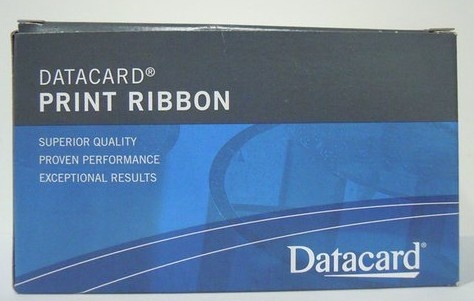 DATACARD®
PRINT RIBBON
SUPERIOR QUALITY
PROVEN PERFORMANCE
EXCEPTIONAL RESULTS
Datacard®